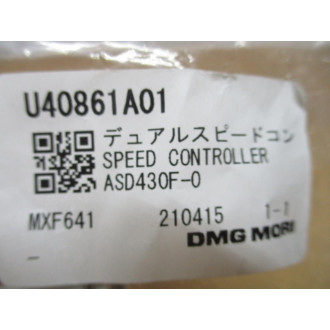 U40861A01
デュアルスピードコン
SPEED CONTROLLER
ASD430F-0
MXF641 210415 1-1
DMG MORI
-